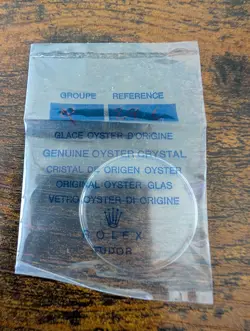 GROUPE REFERENCE
GLACE OYSTER D'ORIGINE
GENUINE OYSTER CRYSTAL
CRISTAL DE ORIGEN OYSTER
ORIGINAL OYSTER GLAS
VETRO OYSTER DI ORIGINE
ROLEX
TUDOR